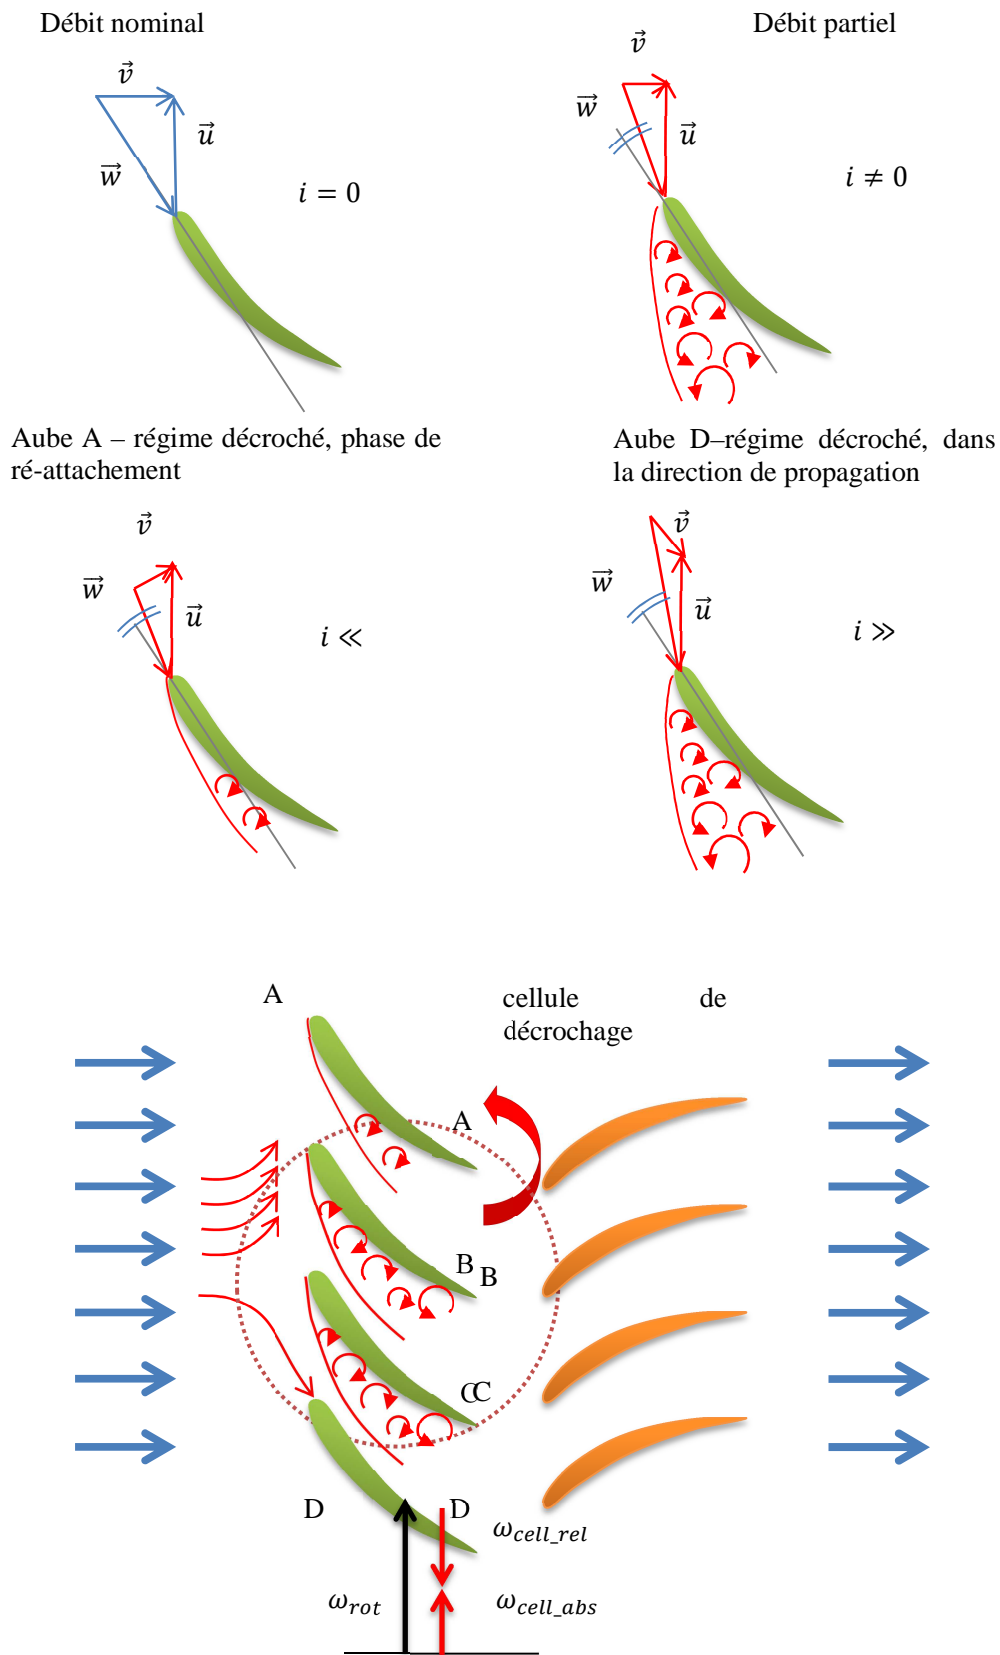 Débit nominal
Débit partiel
v⃗
u⃗
w⃗
i = 0
v⃗
w⃗
u⃗
i ≠ 0
Aube A – régime décroché, phase de
ré-attachement
Aube D–régime décroché, dans
la direction de propagation
v⃗
w⃗
u⃗
i ≪
v⃗
w⃗
u⃗
i ≫
A
cellule de
décrochage
A
B
B
C
C
D
D
ω_cell_rel
ω_rot
ω_cell_abs